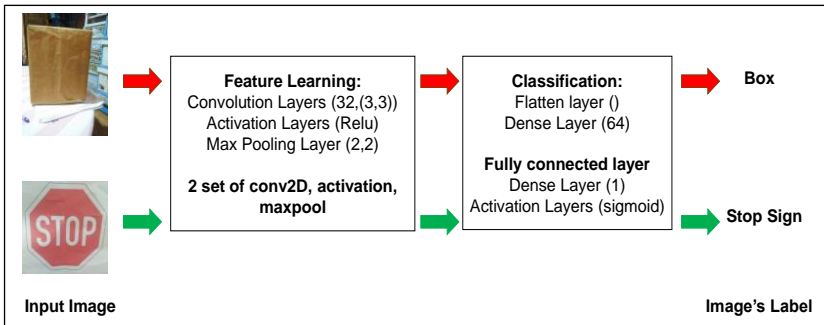 Feature Learning:
Convolution Layers (32,(3,3))
Activation Layers (Relu)
Max Pooling Layer (2,2)
2 set of conv2D, activation,
maxpool
Classification:
Flatten layer ()
Dense Layer (64)
Fully connected layer
Dense Layer (1)
Activation Layers (sigmoid)
Box
STOP
Stop Sign
Input Image
Image's Label